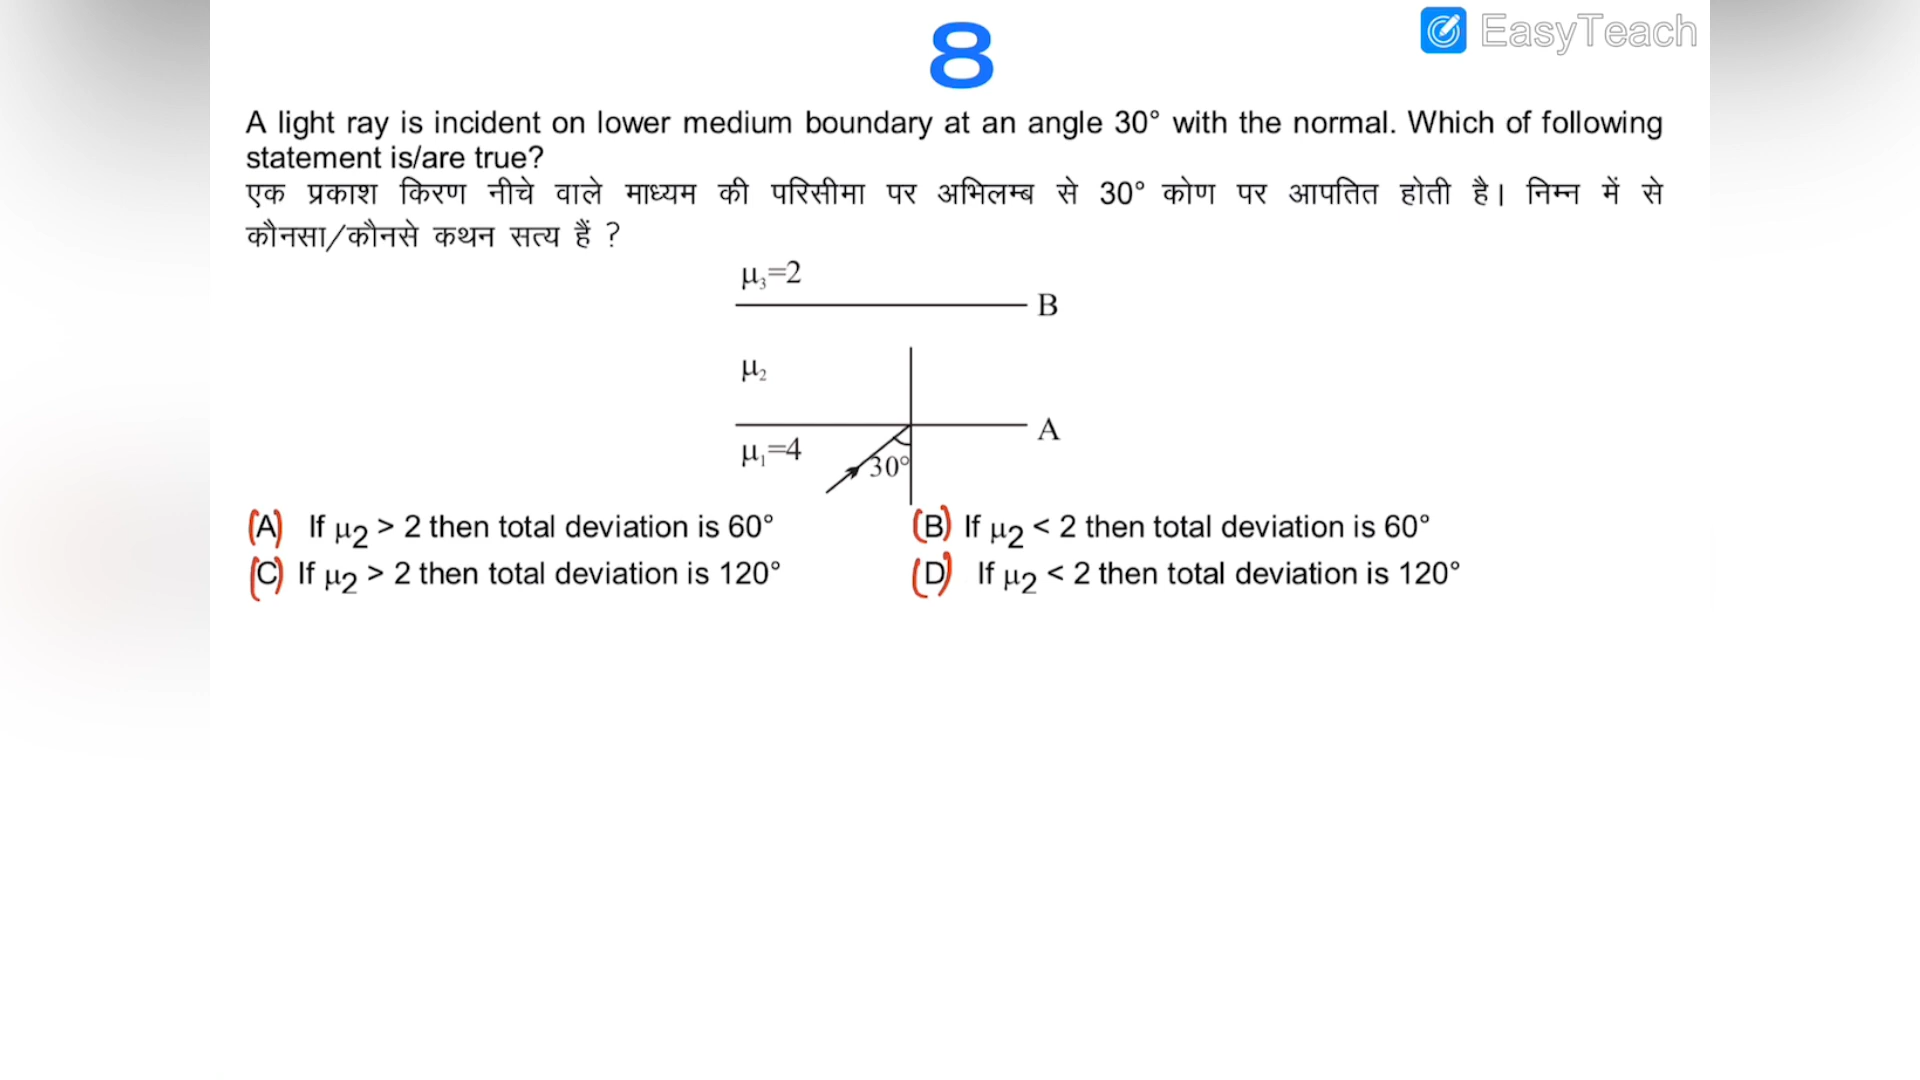 8
EasyTeach
A light ray is incident on lower medium boundary at an angle 30° with the normal. Which of following
statement is/are true?
एक प्रकाश किरण नीचे वाले माध्यम की परिसीमा पर अभिलम्ब से 30° कोण पर आपतित होती है। निम्न में से
कौनसा/कौनसे कथन सत्य हैं ?
μ₃=2
B
μ₂
A
μ₁=4
30°
(A) If μ₂ > 2 then total deviation is 60° (B) If μ₂ < 2 then total deviation is 60°
(C) If μ₂ > 2 then total deviation is 120° (D) If μ₂ < 2 then total deviation is 120°